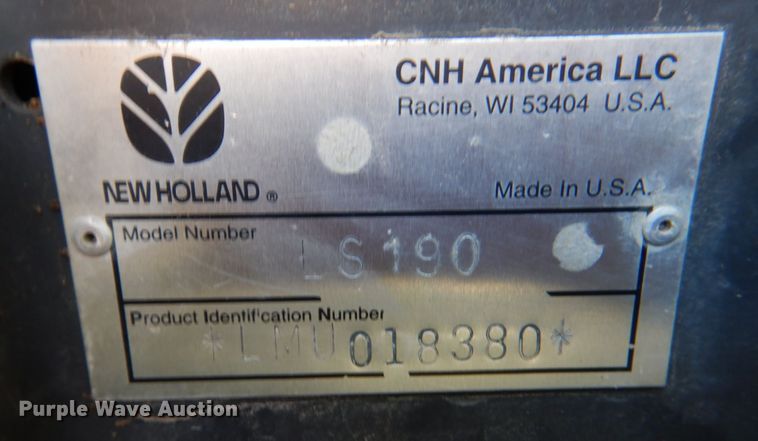 CNH America LLC
Racine, WI 53404 U.S.A.
NEW HOLLAND ®
Made In U.S.A.
Model Number
LS190
Product Identification Number
*LMU018380*
Purple Wave Auction